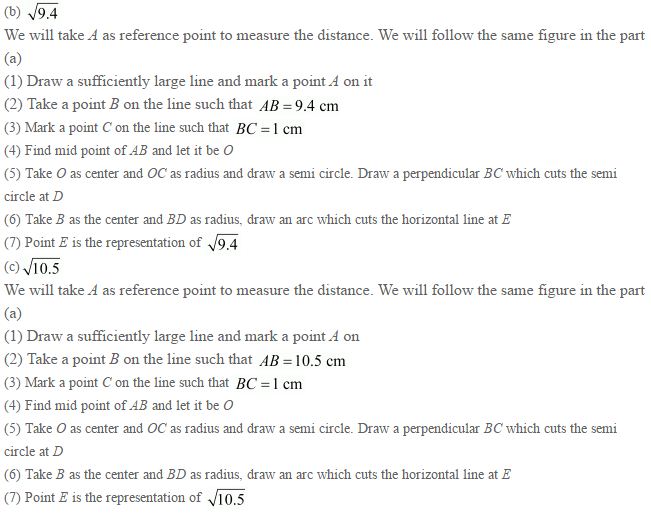 (b) √9.4
We will take A as reference point to measure the distance. We will follow the same figure in the part
(a)
(1) Draw a sufficiently large line and mark a point A on it
(2) Take a point B on the line such that AB = 9.4 cm
(3) Mark a point C on the line such that BC = 1 cm
(4) Find mid point of AB and let it be O
(5) Take O as center and OC as radius and draw a semi circle. Draw a perpendicular BC which cuts the semi
circle at D
(6) Take B as the center and BD as radius, draw an arc which cuts the horizontal line at E
(7) Point E is the representation of √9.4
(c) √10.5
We will take A as reference point to measure the distance. We will follow the same figure in the part
(a)
(1) Draw a sufficiently large line and mark a point A on
(2) Take a point B on the line such that AB = 10.5 cm
(3) Mark a point C on the line such that BC = 1 cm
(4) Find mid point of AB and let it be O
(5) Take O as center and OC as radius and draw a semi circle. Draw a perpendicular BC which cuts the semi
circle at D
(6) Take B as the center and BD as radius, draw an arc which cuts the horizontal line at E
(7) Point E is the representation of √10.5